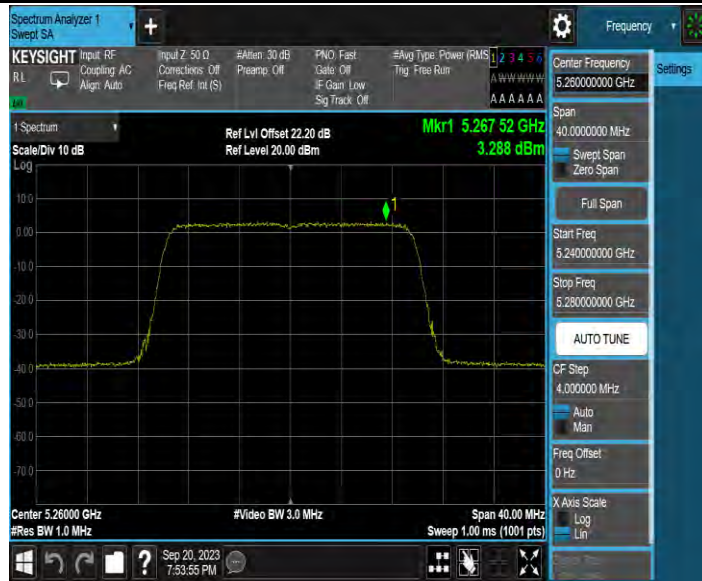 Spectrum Analyzer 1
Swept SA
+
Frequency
KEYSIGHT
RL
Input: RF
Coupling: AC
Align: Auto
Input Z: 50 Ω
Corrections: Off
Freq Ref: Int (S)
#Atten: 30 dB
Preamp: Off
PNO: Fast
Gate: Off
IF Gain: Low
Sig Track: Off
#Avg Type: Power (RMS
Trig: Free Run
1 2 3 4 5 6
A W W W W W
A A A A A A
Center Frequency
5.260000000 GHz
Settings
Span
40.0000000 MHz
Swept Span
Zero Span
Full Span
Start Freq
5.240000000 GHz
Stop Freq
5.280000000 GHz
AUTO TUNE
CF Step
4.000000 MHz
Auto
Man
Freq Offset
0 Hz
X Axis Scale
Log
Lin
1 Spectrum
Scale/Div 10 dB
Log
Ref Lvl Offset 22.20 dB
Ref Level 20.00 dBm
Mkr1 5.267 52 GHz
3.288 dBm
1
10.0
0.00
-10.0
-20.0
-30.0
-40.0
-50.0
-60.0
-70.0
Center 5.26000 GHz
#Res BW 1.0 MHz
#Video BW 3.0 MHz
Span 40.00 MHz
Sweep 1.00 ms (1001 pts)
?
Sep 20, 2023
7:53:55 PM